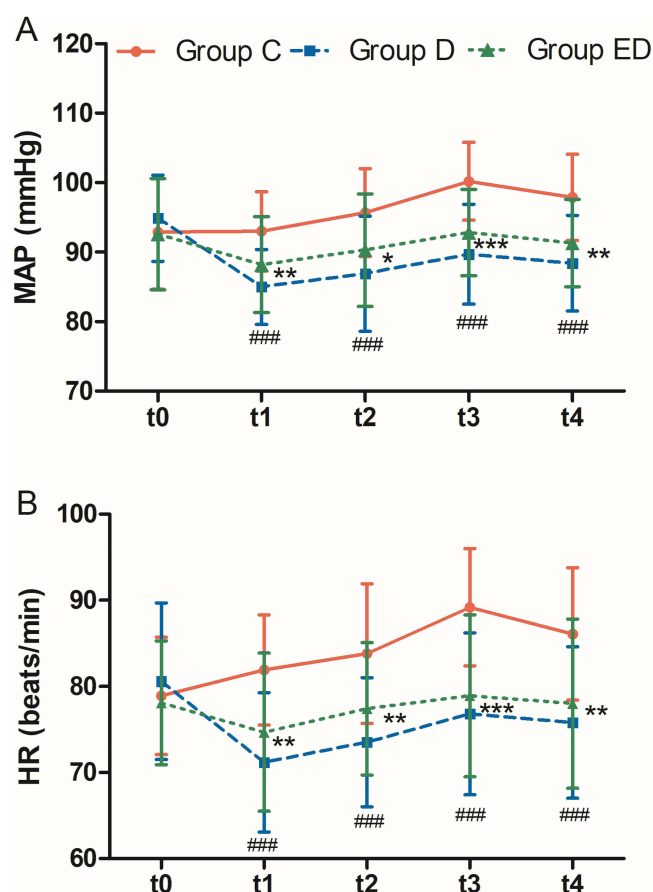 A
120
Group C Group D Group ED
110
100
90
80
70
MAP (mmHg)
*** 
** * **
### ### ### ###
t0 t1 t2 t3 t4
B
100
90
80
70
60
HR (beats/min)
** ** *** **
### ### ### ###
t0 t1 t2 t3 t4